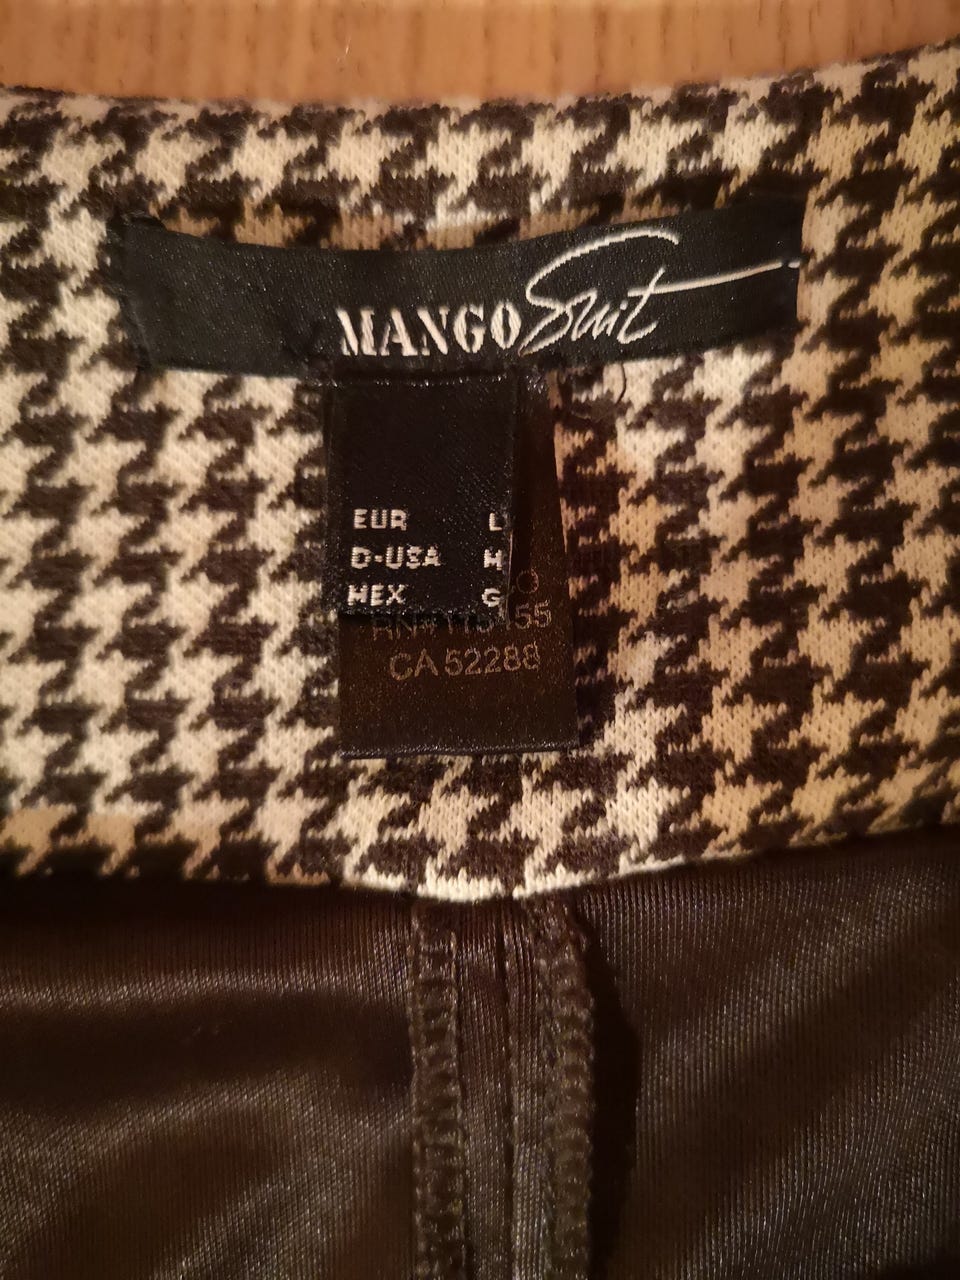 MANGO Suit
EUR L
D-USA M
MEX G
CA 52288